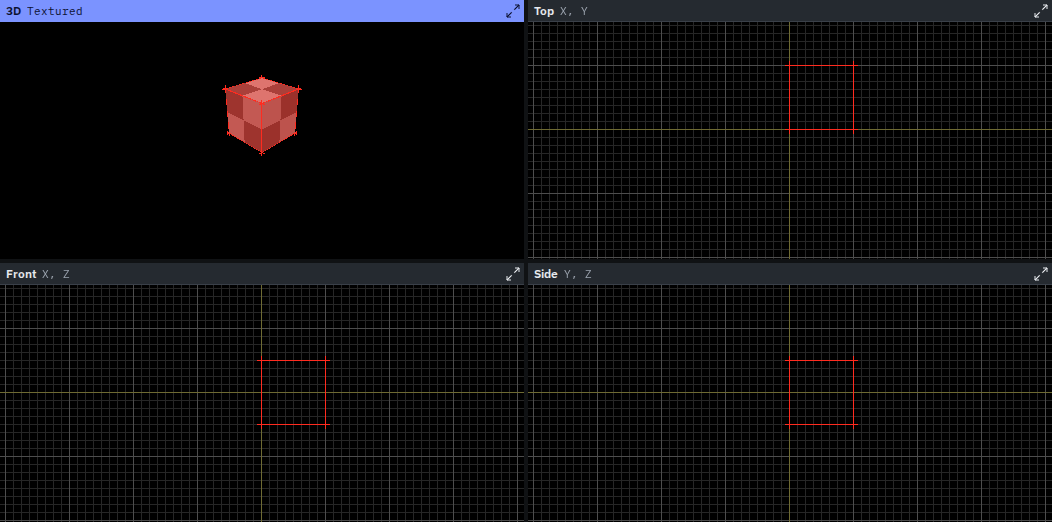 3D Textured
Top X, Y
Front X, Z
Side Y, Z